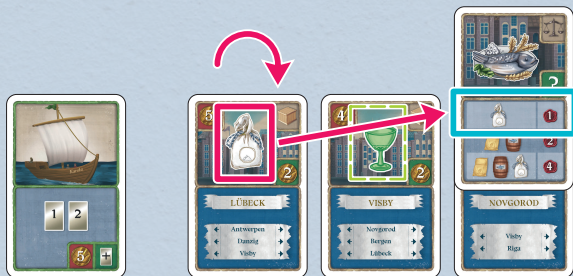 1 2
5 +
5
2
LÜBECK
Antwerpen
Danzig
Visby
4
2
VISBY
Novgorod
Bergen
Lübeck
?
1
2
4
NOVGOROD
Visby
Riga